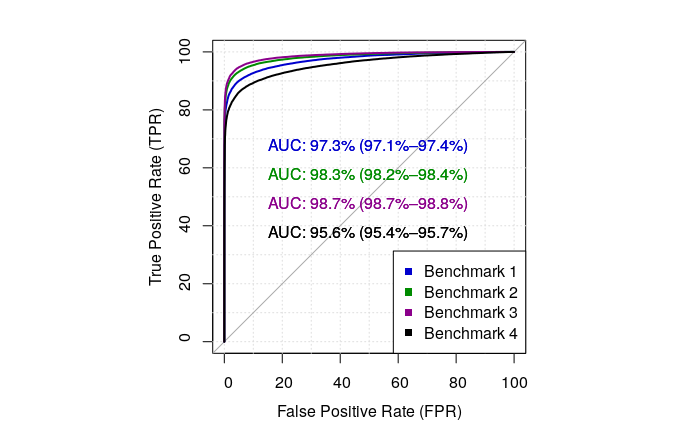 True Positive Rate (TPR)
100
80
60
40
20
0
AUC: 97.3% (97.1%–97.4%)
AUC: 98.3% (98.2%–98.4%)
AUC: 98.7% (98.7%–98.8%)
AUC: 95.6% (95.4%–95.7%)
Benchmark 1
Benchmark 2
Benchmark 3
Benchmark 4
0 20 40 60 80 100
False Positive Rate (FPR)